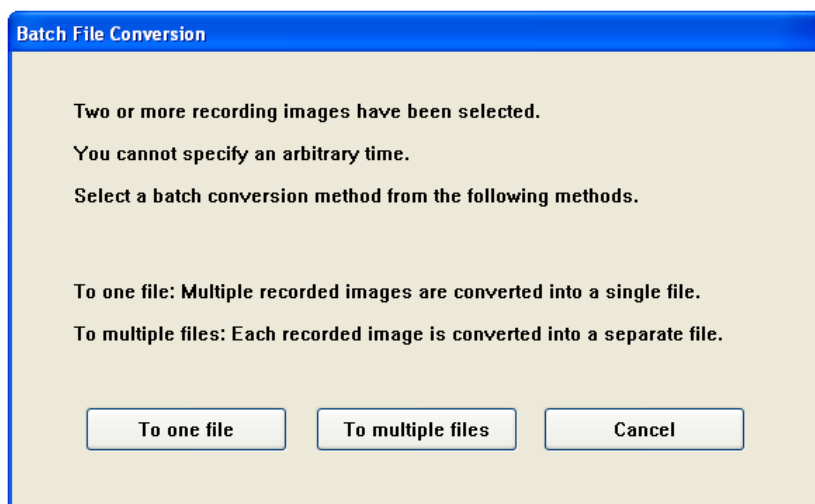 Batch File Conversion
Two or more recording images have been selected.
You cannot specify an arbitrary time.
Select a batch conversion method from the following methods.
To one file: Multiple recorded images are converted into a single file.
To multiple files: Each recorded image is converted into a separate file.
To one file To multiple files Cancel